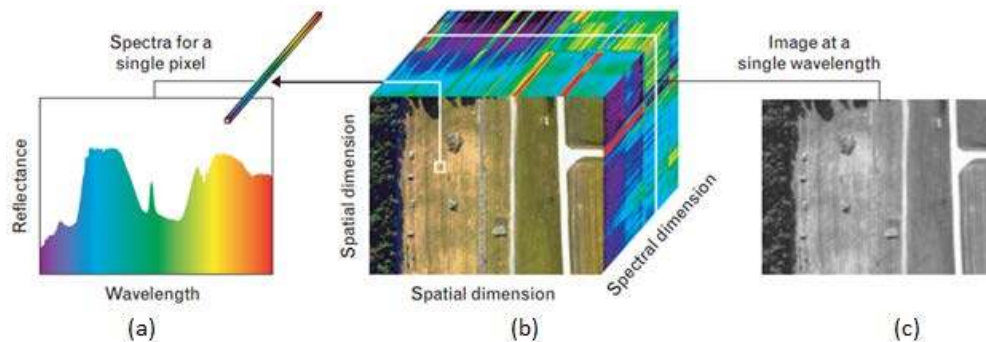 Spectra for a
single pixel
Image at a
single wavelength
Reflectance
Wavelength
Spatial dimension
Spatial dimension
Spectral dimension
(a)
(b)
(c)